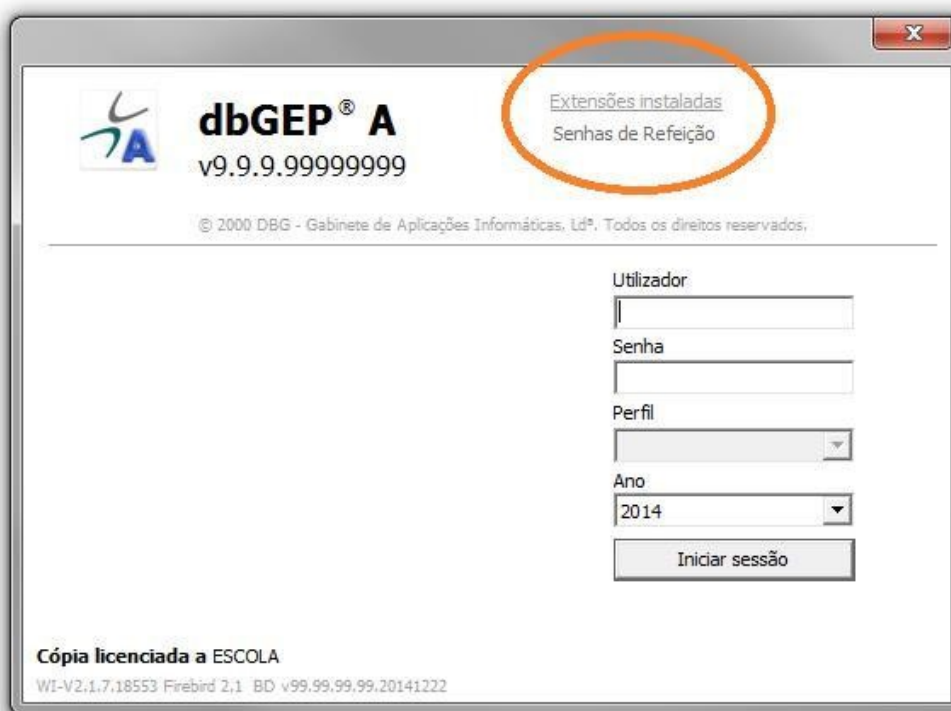 dbGEP® A
v9.9.9.99999999
Extensões instaladas
Senhas de Refeição
© 2000 DBG - Gabinete de Aplicações Informáticas, Ldª. Todos os direitos reservados.
Utilizador
Senha
Perfil
Ano
2014
Iniciar sessão
Cópia licenciada a ESCOLA
WI-V2.1.7.18553 Firebird 2.1 BD v99.99.99.99.20141222